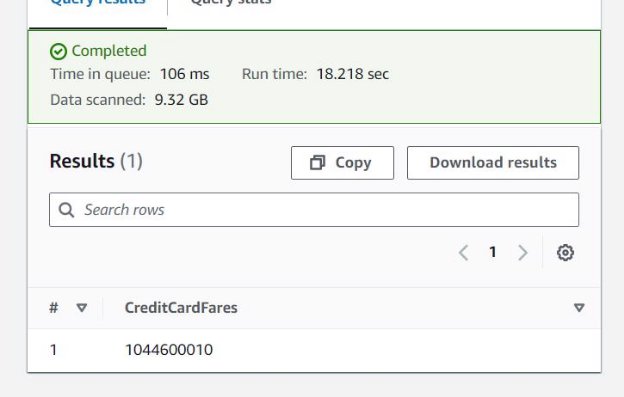 Query results Query stats
Completed
Time in queue: 106 ms Run time: 18.218 sec
Data scanned: 9.32 GB
Results (1) Copy Download results
Search rows
1
# CreditCardFares
1 1044600010